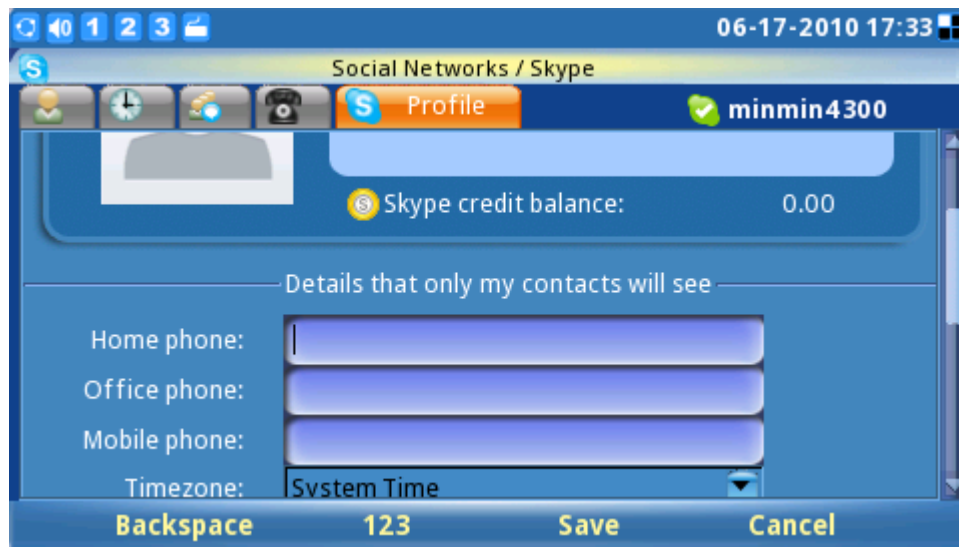 1 2 3 06-17-2010 17:33
S Social Networks / Skype
S Profile minmin4300
S Skype credit balance: 0.00
Details that only my contacts will see
Home phone:
Office phone:
Mobile phone:
Timezone: System Time
Backspace 123 Save Cancel